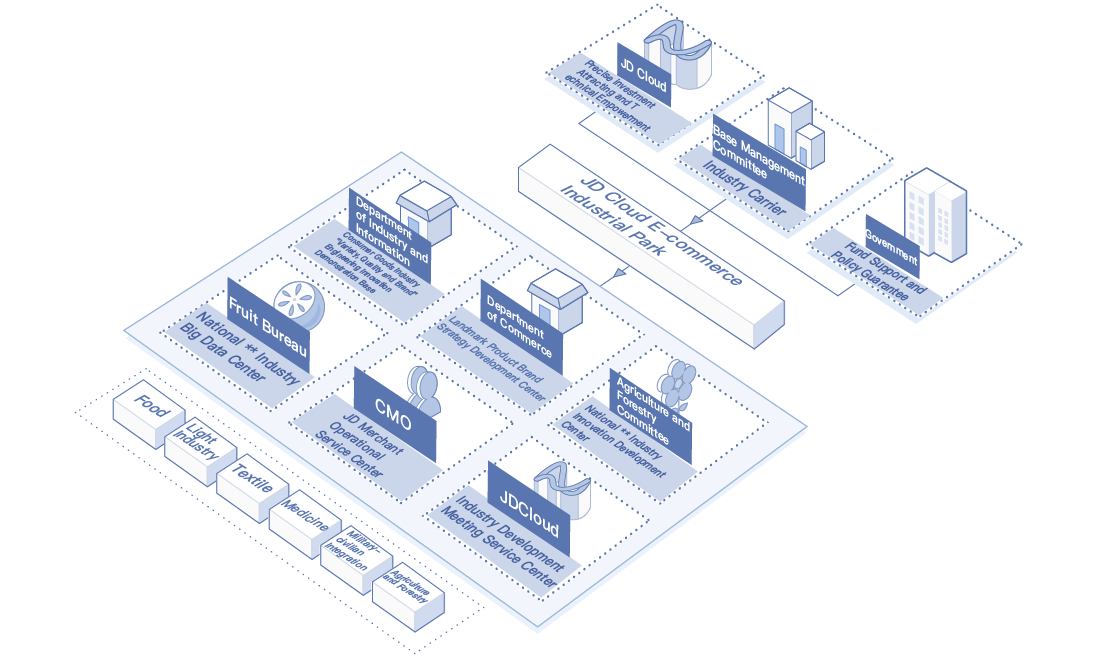 JD Cloud
Precise Investment
Attracting and T
echnical Empowerment
Base Management
Committee
Industry Carrier
Government
Fund Support and
Policy Guarantee
JD Cloud E-commerce
Industrial Park
Department
of Industry and
Information
Consumer Goods Industry
"Variety, Quality and Brand"
Engineering Innovation
Demonstration Base
Department
of Commerce
Landmark Product Brand
Strategy Development Center
Agriculture and
Forestry
Committee
National ** Industry
Innovation Development
Center
Fruit Bureau
National ** Industry
Big Data Center
CMO
JD Merchant
Operational
Service Center
JDCloud
Industry Development
Meeting Service Center
Food
Light
Industry
Textile
Medicine
Military-
civilian
integration
Agriculture
and Forestry